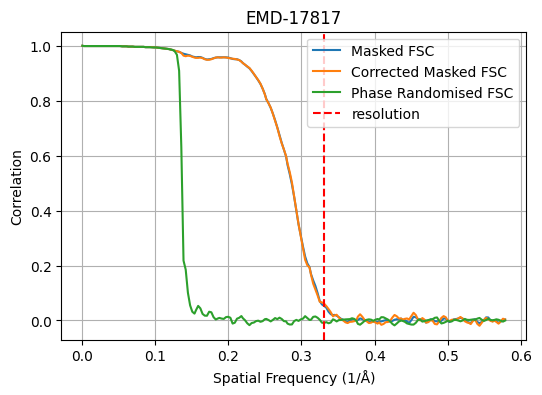 EMD-17817
Masked FSC
Corrected Masked FSC
Phase Randomised FSC
resolution
Correlation
1.0
0.8
0.6
0.4
0.2
0.0
0.0 0.1 0.2 0.3 0.4 0.5 0.6
Spatial Frequency (1/Å)